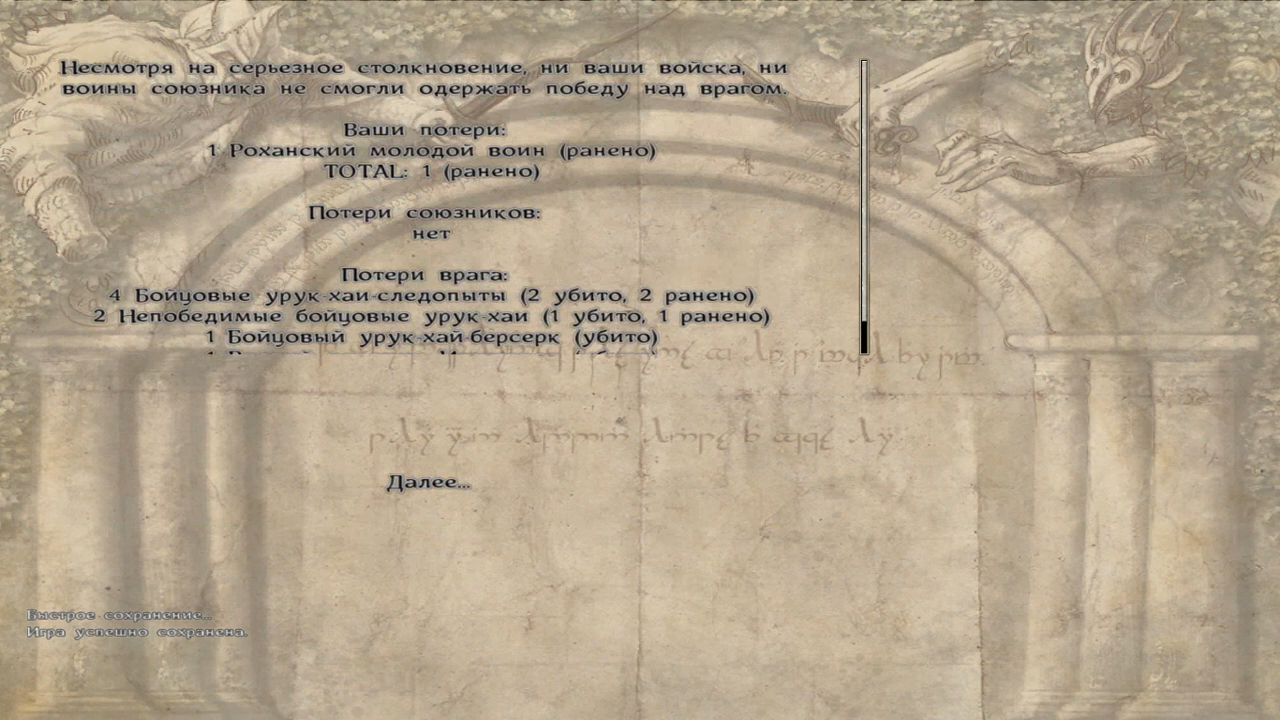 Несмотря на серьезное столкновение, ни ваши войска, ни
воины союзника не смогли одержать победу над врагом.
Ваши потери:
1 Роханский молодой воин (ранено)
TOTAL: 1 (ранено)
Потери союзников:
нет
Потери врага:
4 Бойцовые урук-хаи-следопыты (2 убито, 2 ранено)
2 Непобедимые бойцовые урук-хаи (1 убито, 1 ранено)
1 Бойцовый урук-хай-берсерк (убито)
Далее...
Быстрое сохранение...
Игра успешно сохранена.